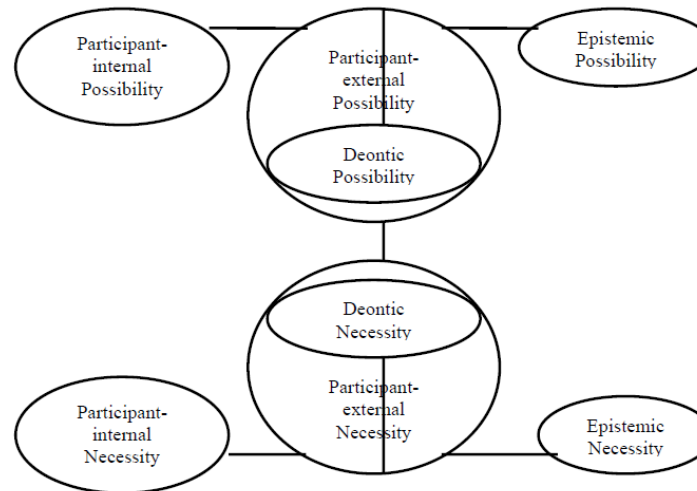 Participant-
internal
Possibility
Participant-
external
Possibility
Epistemic
Possibility
Deontic
Possibility
Deontic
Necessity
Participant-
internal
Necessity
Participant-
external
Necessity
Epistemic
Necessity